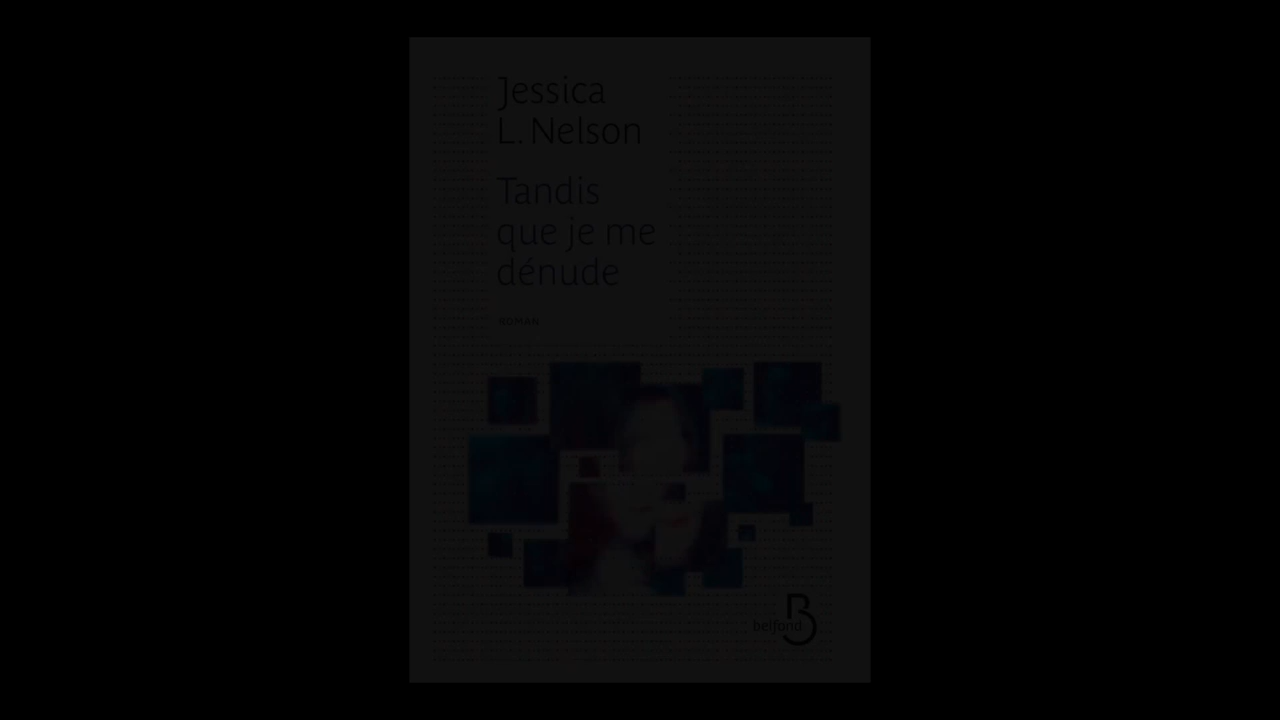 Jessica
L. Nelson
Tandis
que je me
dénude
ROMAN
belfond